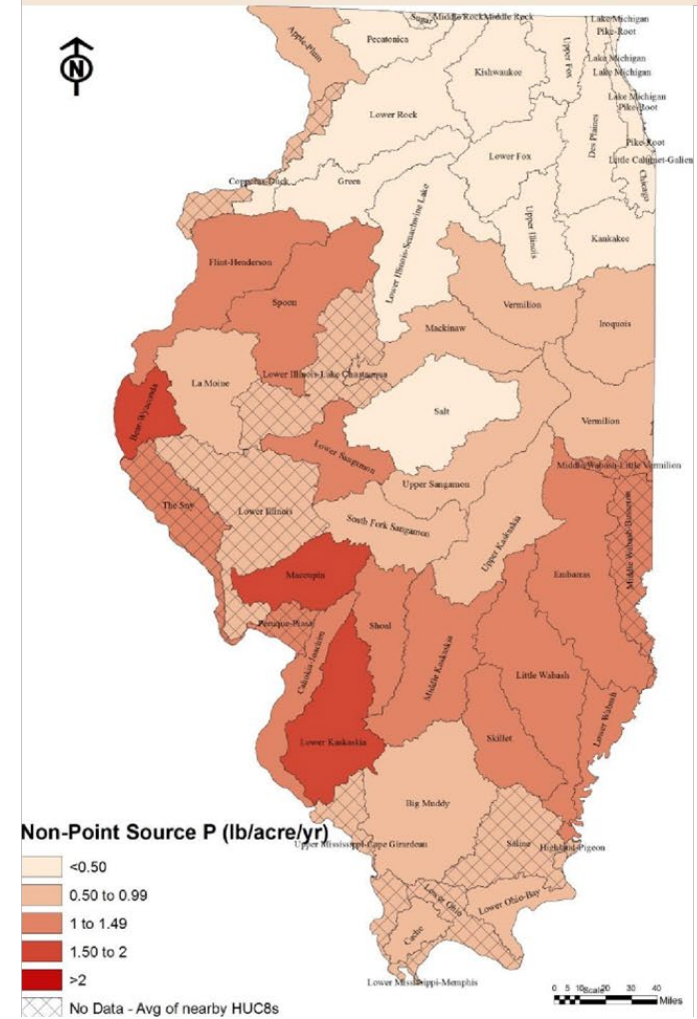 Sugar
Middle Rock
Middle Rock
Lake Michigan
Pike-Root
Apple-Plum
Pecatonica
Upper Fox
Lake Michigan
Lake Michigan
Kishwaukee
Lake Michigan
Pike-Root
Lower Rock
Des Plaines
Pike-Root
Lower Fox
Little Calumet-Galien
Copperas-Duck
Green
Chicago
Lower Illinois-Senachwine Lake
Upper Illinois
Kankakee
Flint-Henderson
Spoon
Vermilion
Iroquois
Mackinaw
Lower Illinois-Lake Chautauqua
La Moine
Bear-Wyaconda
Salt
Vermilion
Lower Sangamon
Middle Wabash-Little Vermilion
Upper Sangamon
The Sny
Lower Illinois
South Fork Sangamon
Upper Kaskaskia
Middle Wabash-Busseron
Macoupin
Embarras
Peruque-Piasa
Shoal
Cahokia-Joachim
Middle Kaskaskia
Little Wabash
Lower Wabash
Lower Kaskaskia
Skillet
Big Muddy
Non-Point Source P (lb/acre/yr)
Upper Mississippi-Cape Girardeau
Saline
Highland-Pigeon
<0.50
0.50 to 0.99
Lower Ohio
Lower Ohio-Bay
1 to 1.49
Cache
1.50 to 2
Lower Mississippi-Memphis
>2
No Data - Avg of nearby HUC8s
Scale
0 5 10 20 30 40
Miles
N